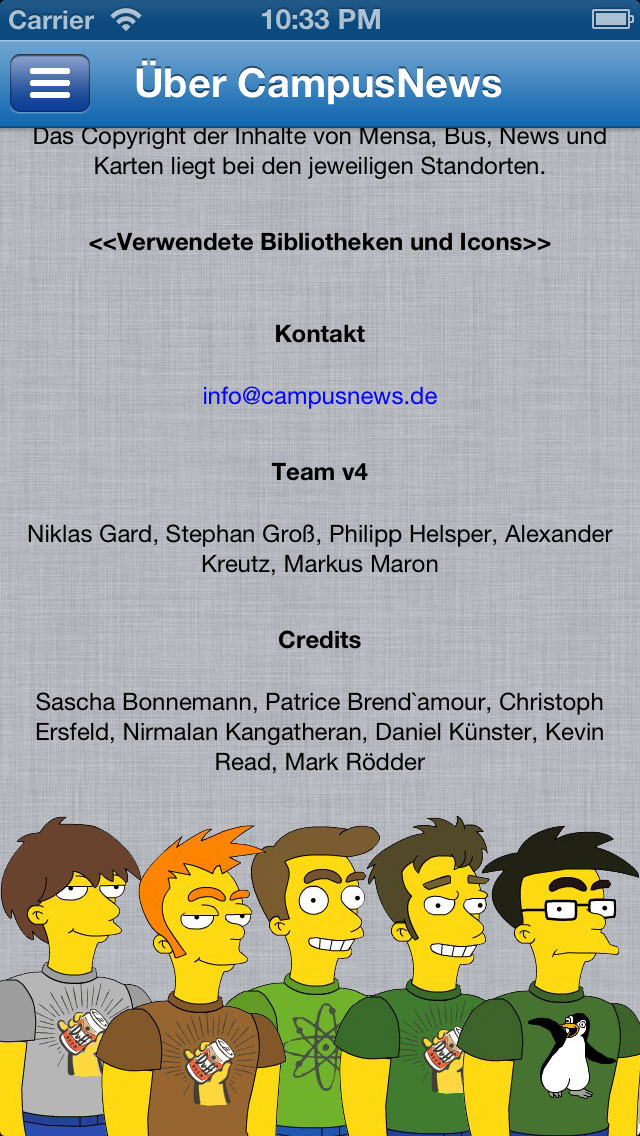 Carrier 10:33 PM
Über CampusNews
Das Copyright der Inhalte von Mensa, Bus, News und
Karten liegt bei den jeweiligen Standorten.
<<Verwendete Bibliotheken und Icons>>
Kontakt
info@campusnews.de
Team v4
Niklas Gard, Stephan Groß, Philipp Helsper, Alexander
Kreutz, Markus Maron
Credits
Sascha Bonnemann, Patrice Brend`amour, Christoph
Ersfeld, Nirmalan Kangatheran, Daniel Künster, Kevin
Read, Mark Rödder
Duff
Duff
Duff